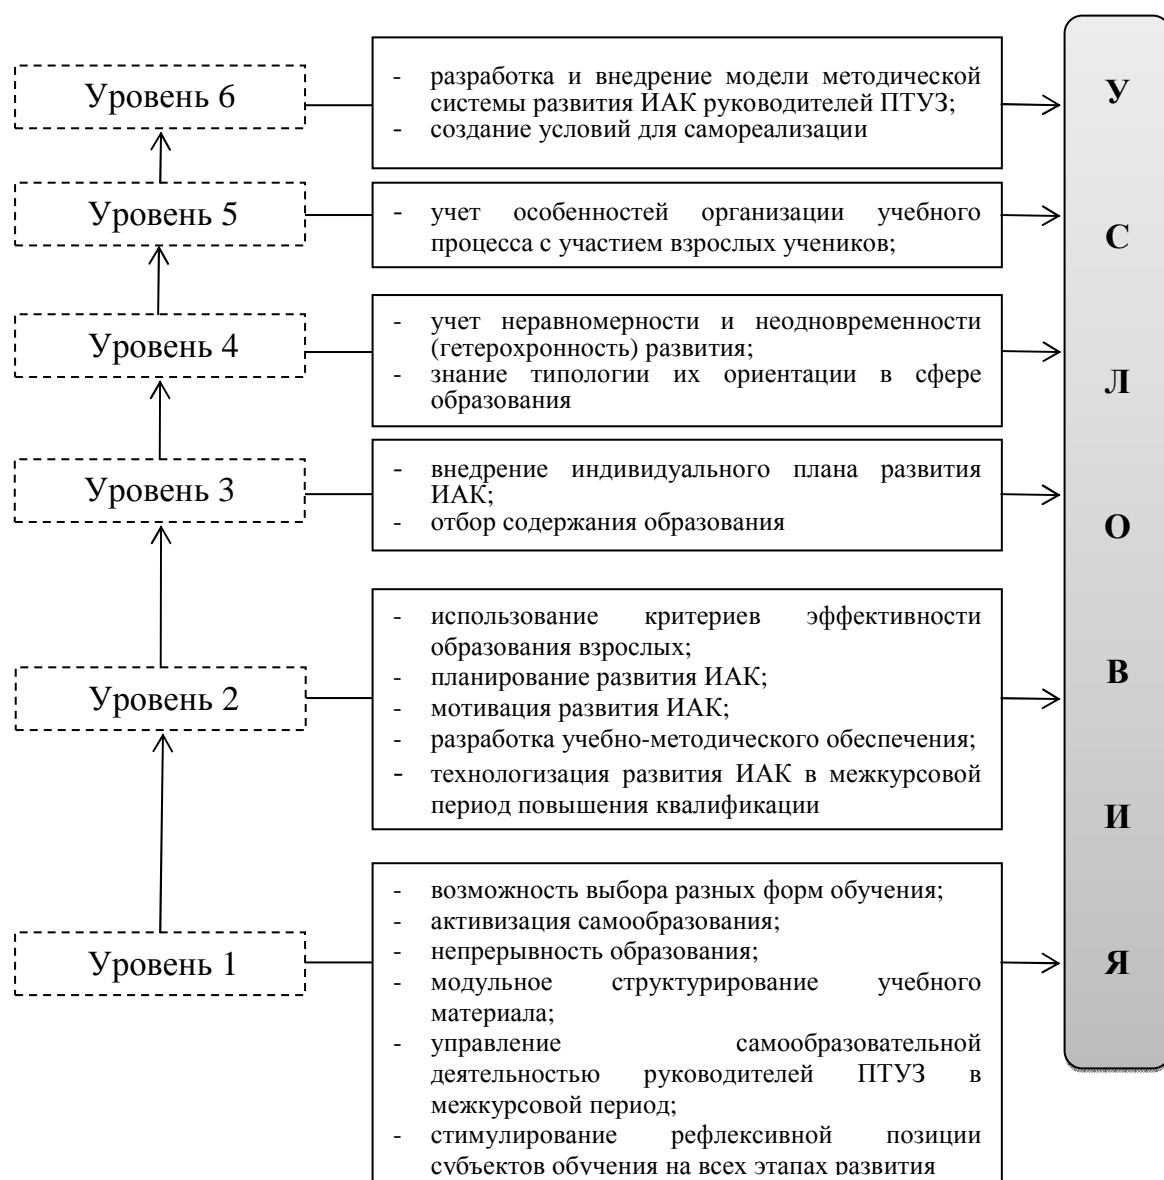 Уровень 6
- разработка и внедрение модели методической
системы развития ИАК руководителей ПТУЗ;
- создание условий для самореализации
Уровень 5
- учет особенностей организации учебного
процесса с участием взрослых учеников;
Уровень 4
- учет неравномерности и неодновременности
(гетерохронность) развития;
- знание типологии их ориентации в сфере
образования
Уровень 3
- внедрение индивидуального плана развития
ИАК;
- отбор содержания образования
Уровень 2
- использование критериев эффективности
образования взрослых;
- планирование развития ИАК;
- мотивация развития ИАК;
- разработка учебно-методического обеспечения;
- технологизация развития ИАК в межкурсовой
период повышения квалификации
Уровень 1
- возможность выбора разных форм обучения;
- активизация самообразования;
- непрерывность образования;
- модульное структурирование учебного
материала;
- управление самообразовательной
деятельностью руководителей ПТУЗ в
межкурсовой период;
- стимулирование рефлексивной позиции
субъектов обучения на всех этапах развития
У
С
Л
О
В
И
Я